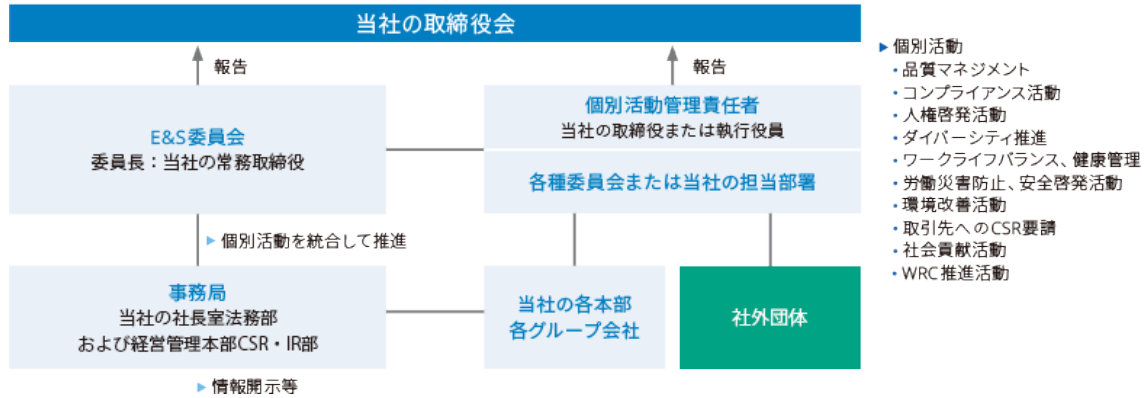 当社の取締役会
報告
報告
E&S委員会
委員長：当社の常務取締役
個別活動管理責任者
当社の取締役または執行役員
各種委員会または当社の担当部署
▶ 個別活動を統合して推進
事務局
当社の社長室法務部
および経営管理本部CSR・IR部
当社の各本部
各グループ会社
社外団体
▶ 情報開示等
▶ 個別活動
・品質マネジメント
・コンプライアンス活動
・人権啓発活動
・ダイバーシティ推進
・ワークライフバランス、健康管理
・労働災害防止、安全啓発活動
・環境改善活動
・取引先へのCSR要請
・社会貢献活動
・WRC推進活動